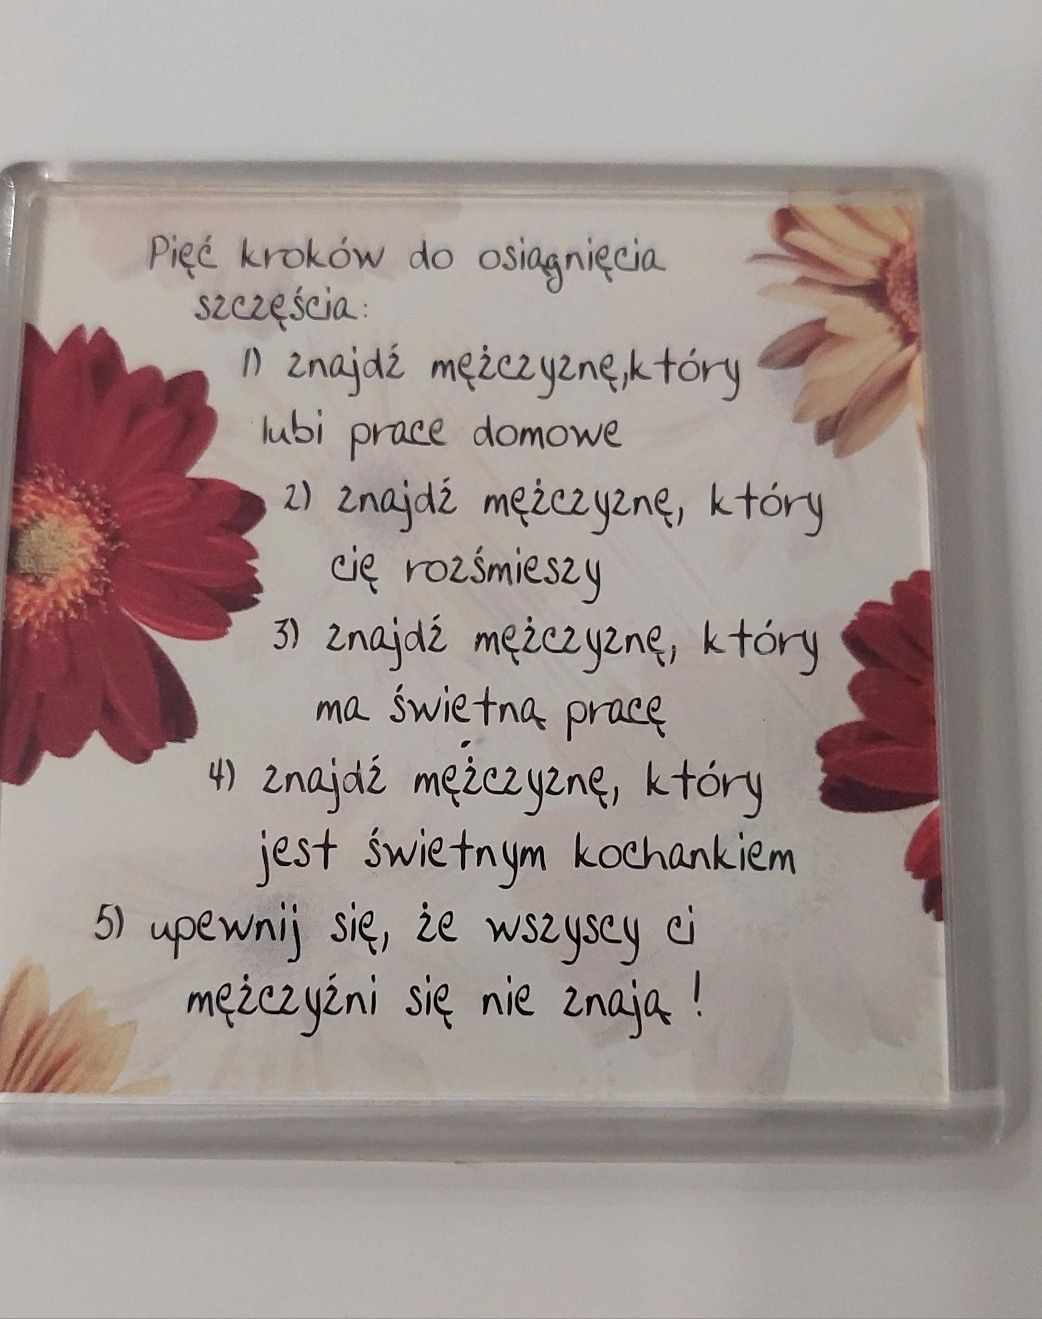 Pięć kroków do osiągnięcia
szczęścia:
1) znajdź mężczyznę,który
lubi prace domowe
2) znajdź mężczyznę, który
cię rozśmieszy
3) znajdź mężczyznę, który
ma świetną pracę
4) znajdź mężczyznę, który
jest świetnym kochankiem
5) upewnij się, że wszyscy ci
mężczyźni się nie znają !